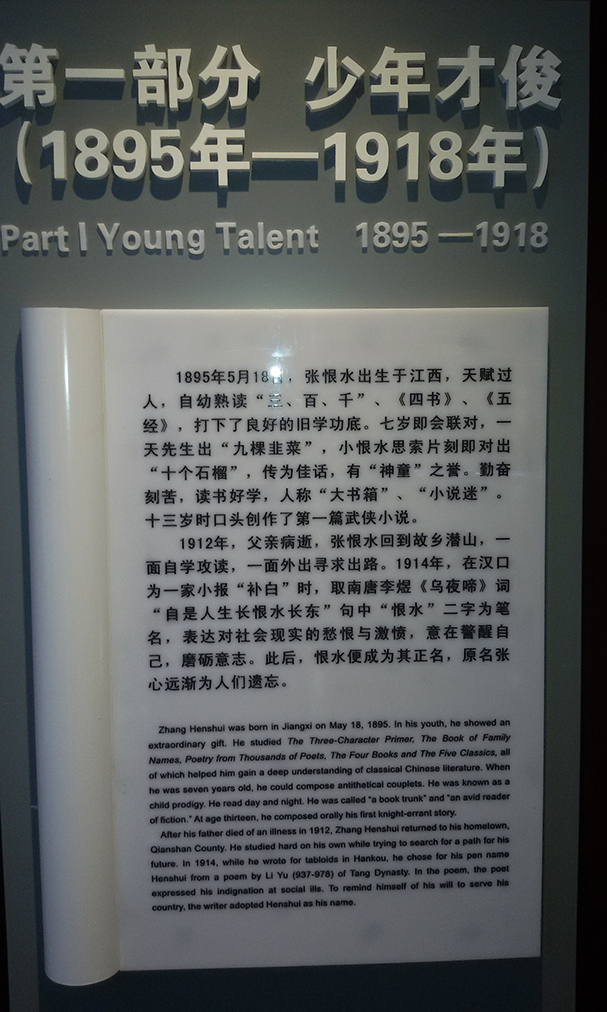 第一部分 少年才俊
（1895年—1918年）
Part I Young Talent 1895 —1918
1895年5月18，张恨水出生于江西，天赋过
人，自幼熟读“三、百、千”、《四书》、《五
经》，打下了良好的旧学功底。七岁即会联对，一
天先生出“九棵韭菜”，小恨水思索片刻即对出
“十个石榴”，传为佳话，有“神童”之誉。勤奋
刻苦，读书好学，人称“大书箱”、“小说迷”。
十三岁时口头创作了第一篇武侠小说。
1912年，父亲病逝，张恨水回到故乡潜山，一
面自学攻读，一面外出寻求出路。1914年，在汉口
为一家小报“补白”时，取南唐李煜《乌夜啼》词
“自是人生长恨水长东”句中“恨水”二字为笔
名，表达对社会现实的愁恨与激愤，意在警醒自
己，磨砺意志。此后，恨水便成为其正名，原名张
心远渐为人们遗忘。
Zhang Henshui was born in Jiangxi on May 18, 1895. In his youth, he showed an
extraordinary gift. He studied The Three-Character Primer, The Book of Family
Names, Poetry from Thousands of Poets, The Four Books and The Five Classics, all
of which helped him gain a deep understanding of classical Chinese literature. When
he was seven years old, he could compose antithetical couplets. He was known as a
child prodigy. He read day and night. He was called “a book trunk” and “an avid reader
of fiction.” At age thirteen, he composed orally his first knight-errant story.
After his father died of an illness in 1912, Zhang Henshui returned to his hometown,
Qianshan County. He studied hard on his own while trying to search for a path for his
future. In 1914, while he wrote for tabloids in Hankou, he chose for his pen name
Henshui from a poem by Li Yu (937-978) of Tang Dynasty. In the poem, the poet
expressed his indignation at social ills. To remind himself of his will to serve his
country, the writer adopted Henshui as his name.